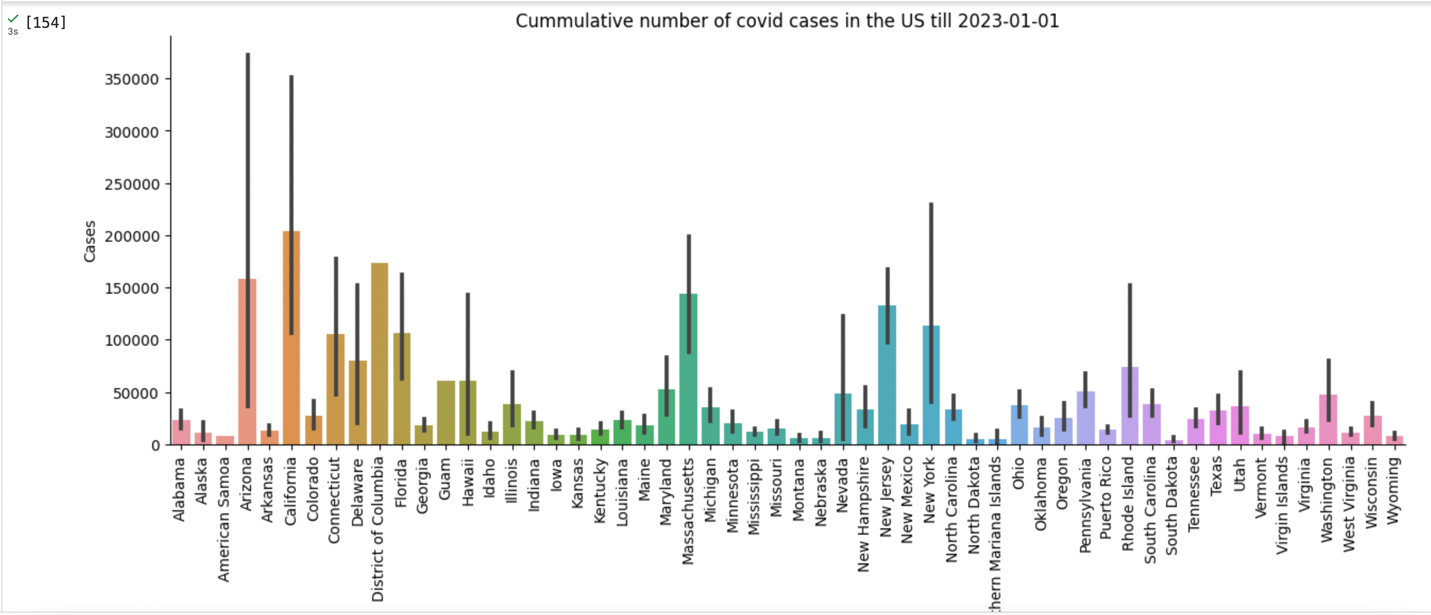 [154]
3s
Cummulative number of covid cases in the US till 2023-01-01
Cases
350000
300000
250000
200000
150000
100000
50000
0
Alabama
Alaska
American Samoa
Arizona
Arkansas
California
Colorado
Connecticut
Delaware
District of Columbia
Florida
Georgia
Guam
Hawaii
Idaho
Illinois
Indiana
Iowa
Kansas
Kentucky
Louisiana
Maine
Maryland
Massachusetts
Michigan
Minnesota
Mississippi
Missouri
Montana
Nebraska
Nevada
New Hampshire
New Jersey
New Mexico
New York
North Carolina
North Dakota
Mariana Islands
Ohio
Oklahoma
Oregon
Pennsylvania
Puerto Rico
Rhode Island
South Carolina
South Dakota
Tennessee
Texas
Utah
Vermont
Virgin Islands
Virginia
Washington
West Virginia
Wisconsin
Wyoming